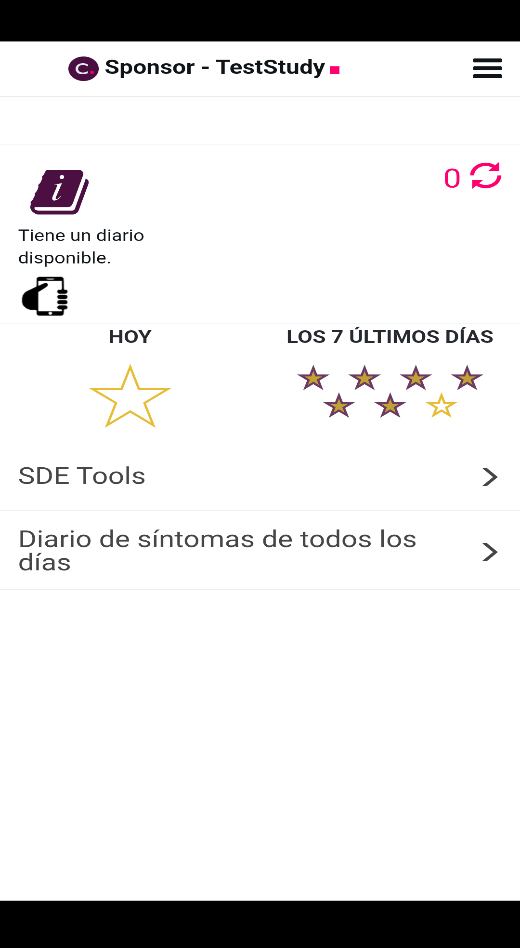 C.
Sponsor - TestStudy
0
i
Tiene un diario
disponible.
HOY
LOS 7 ÚLTIMOS DÍAS
SDE Tools
Diario de síntomas de todos los
días